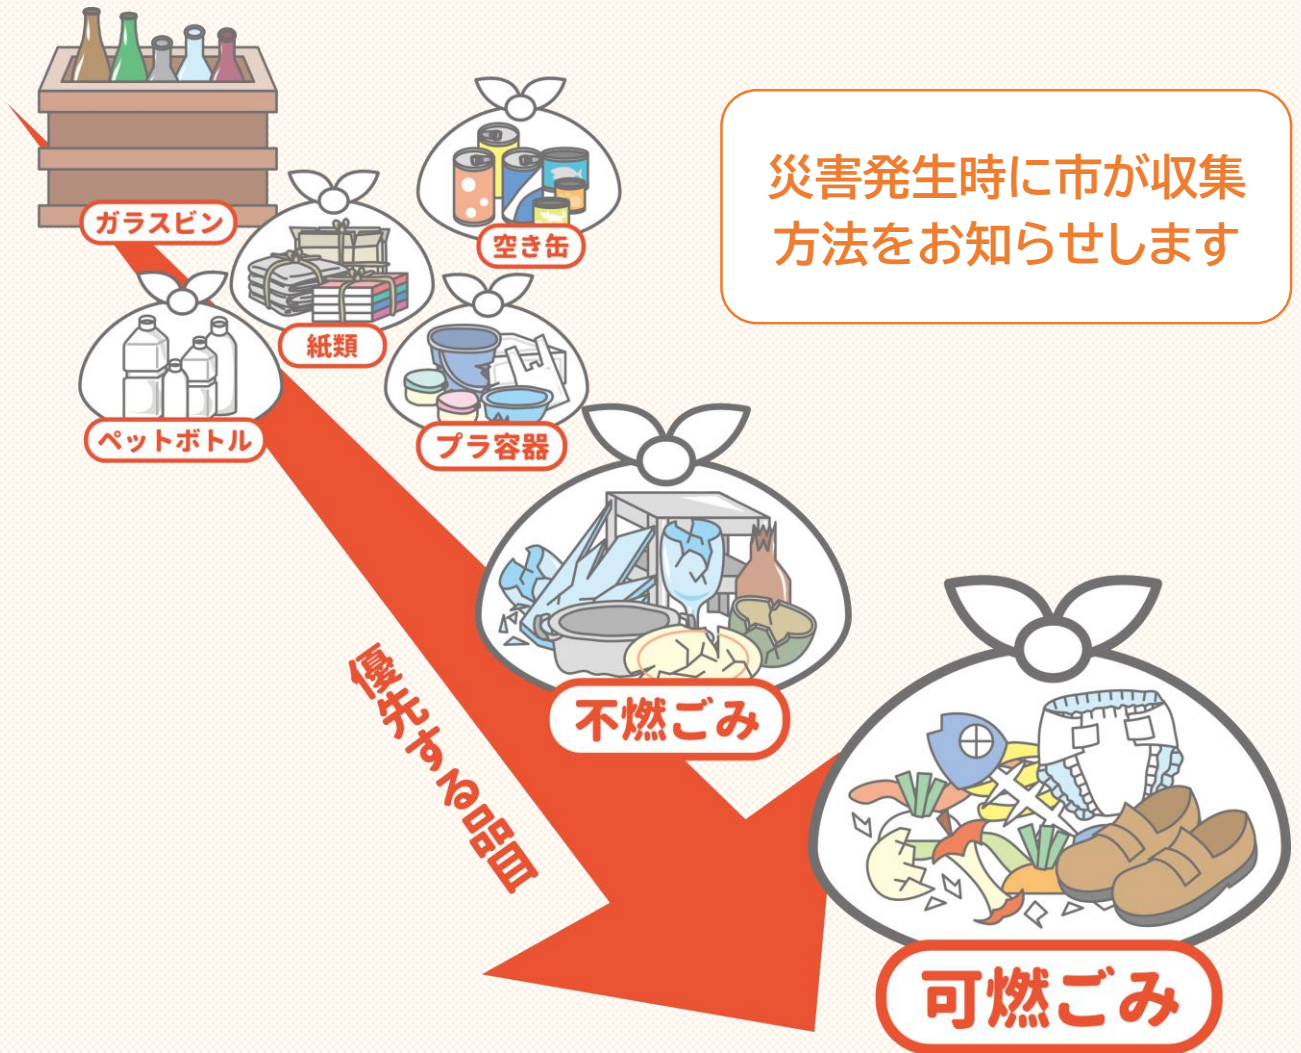 災害発生時に市が収集
方法をお知らせします
ガラスビン
空き缶
紙類
ペットボトル
プラ容器
不燃ごみ
優先する品目
可燃ごみ